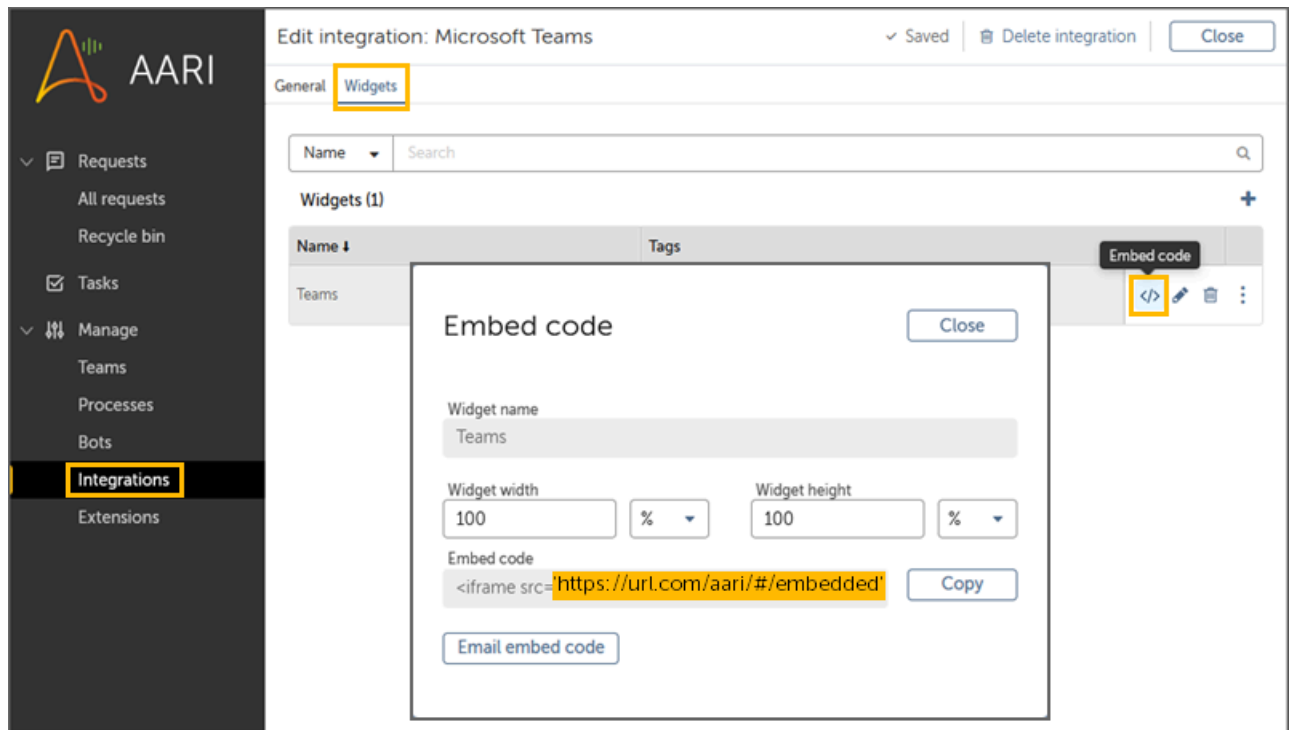 AARI
Edit integration: Microsoft Teams
Saved
Delete integration
Close
General
Widgets
Requests
All requests
Recycle bin
Tasks
Manage
Teams
Processes
Bots
Integrations
Extensions
Name
Search
Widgets (1)
Name
Tags
Embed code
Teams
Embed code
Close
Widget name
Teams
Widget width
Widget height
100
%
100
%
Embed code
<iframe src='https://url.com/aari/#/embedded'
Copy
Email embed code